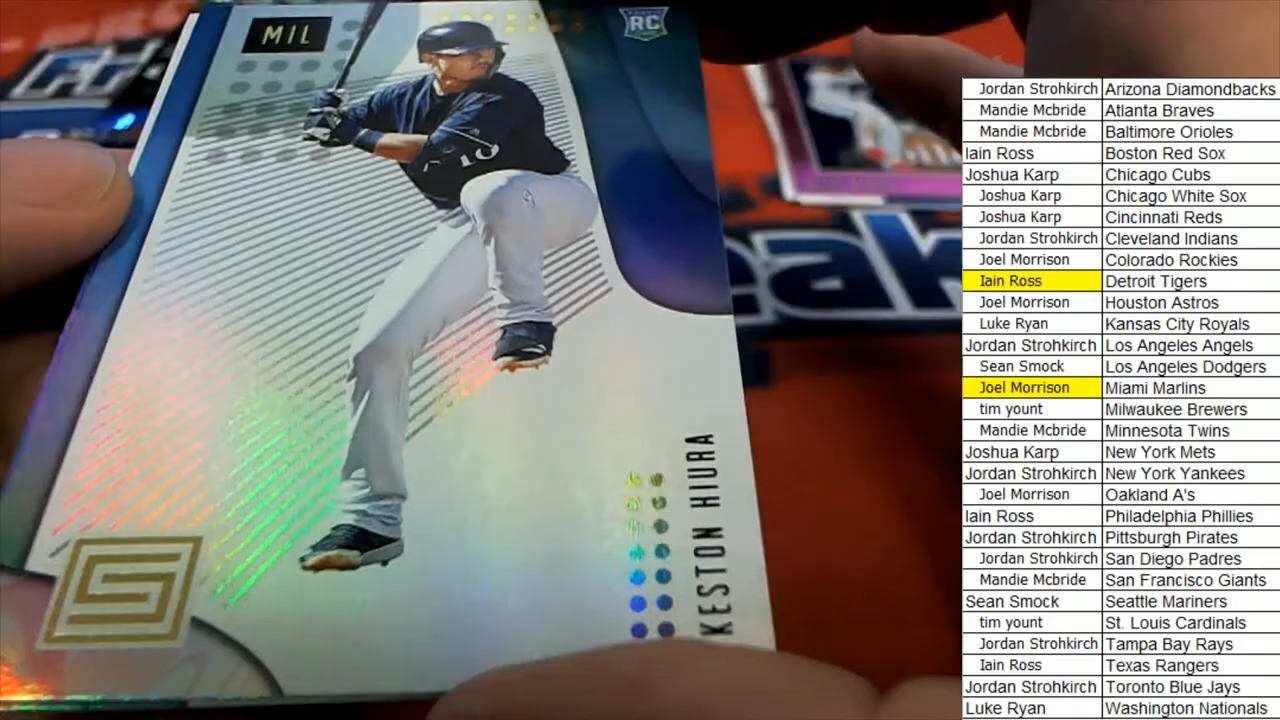 MIL
RC
10
KESTON HIURA
Jordan Strohkirch Arizona Diamondbacks
Mandie Mcbride Atlanta Braves
Mandie Mcbride Baltimore Orioles
Iain Ross Boston Red Sox
Joshua Karp Chicago Cubs
Joshua Karp Chicago White Sox
Joshua Karp Cincinnati Reds
Jordan Strohkirch Cleveland Indians
Joel Morrison Colorado Rockies
Iain Ross Detroit Tigers
Joel Morrison Houston Astros
Luke Ryan Kansas City Royals
Jordan Strohkirch Los Angeles Angels
Sean Smock Los Angeles Dodgers
Joel Morrison Miami Marlins
tim yount Milwaukee Brewers
Mandie Mcbride Minnesota Twins
Joshua Karp New York Mets
Jordan Strohkirch New York Yankees
Joel Morrison Oakland A's
Iain Ross Philadelphia Phillies
Jordan Strohkirch Pittsburgh Pirates
Jordan Strohkirch San Diego Padres
Mandie Mcbride San Francisco Giants
Sean Smock Seattle Mariners
tim yount St. Louis Cardinals
Jordan Strohkirch Tampa Bay Rays
Iain Ross Texas Rangers
Jordan Strohkirch Toronto Blue Jays
Luke Ryan Washington Nationals